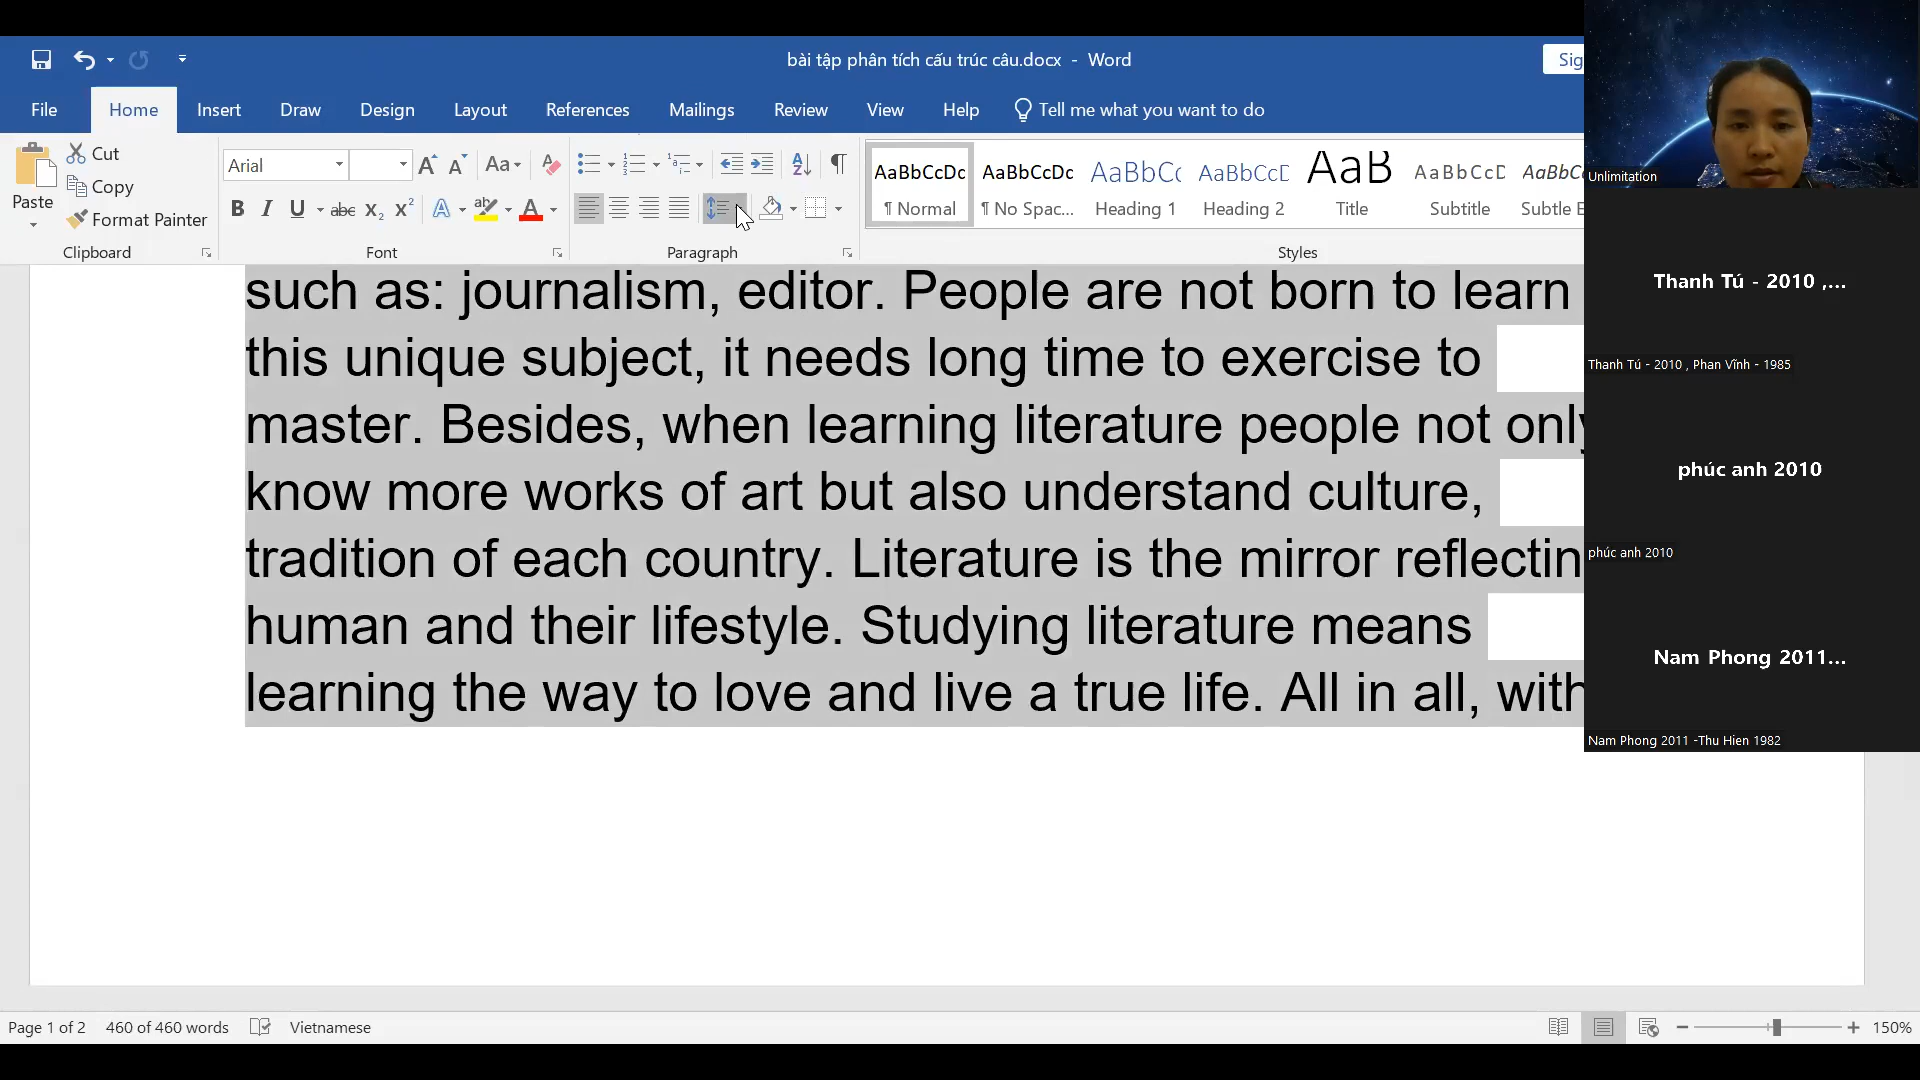 bài tập phân tích cấu trúc câu.docx - Word
Sig
File Home Insert Draw Design Layout References Mailings Review View Help Tell me what you want to do
Paste
Cut
Copy
Format Painter
Clipboard
Arial
Aa
B I U abc X₂ X² A A
Font
Paragraph
AaBbCcDc AaBbCcDc AaBbCc AaBbCcD AaB AaBbCcD AaBbC
¶ Normal ¶ No Spac... Heading 1 Heading 2 Title Subtitle Subtle E
Styles
such as: journalism, editor. People are not born to learn
this unique subject, it needs long time to exercise to
master. Besides, when learning literature people not only
know more works of art but also understand culture,
tradition of each country. Literature is the mirror reflectin
human and their lifestyle. Studying literature means
learning the way to love and live a true life. All in all, with
Unlimitation
Thanh Tú - 2010 ,...
Thanh Tú - 2010 , Phan Vĩnh - 1985
phúc anh 2010
phúc anh 2010
Nam Phong 2011...
Nam Phong 2011 -Thu Hien 1982
Page 1 of 2 460 of 460 words Vietnamese 150%